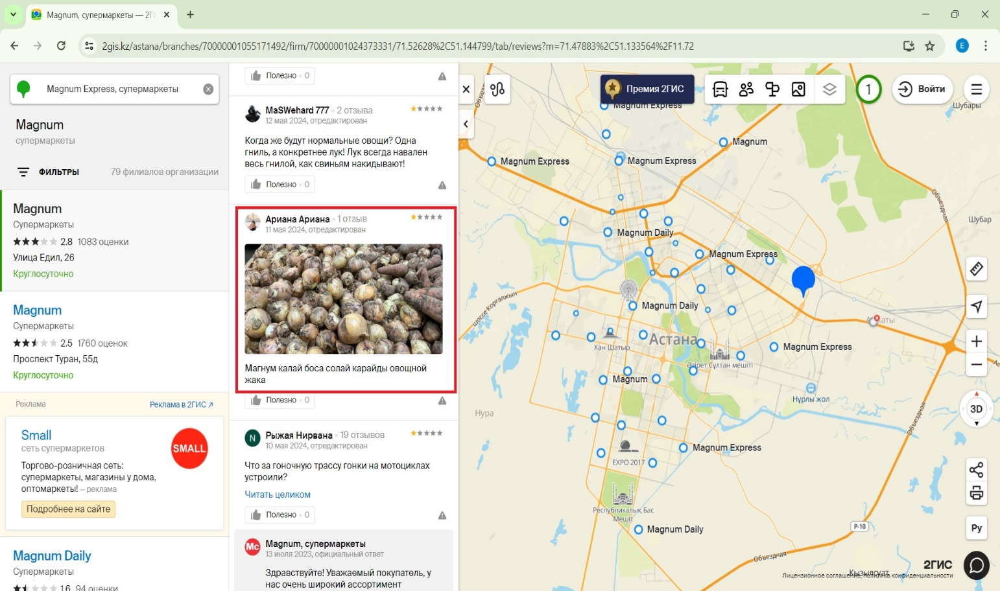 Magnum, супермаркеты — 2Г
2gis.kz/astana/branches/70000001055171492/firm/70000001024373331/71.52628%2C51.144799/tab/reviews?m=71.47883%2C51.133564%2F11.72
E
Magnum Express, супермаркеты
Magnum
супермаркеты
ФИЛЬТРЫ
79 филиалов организации
Magnum
Супермаркеты
2.8 1083 оценки
Улица Едил, 26
Круглосуточно
Magnum
Супермаркеты
2.5 1760 оценок
Проспект Туран, 55д
Круглосуточно
Реклама
Реклама в 2ГИС ↗
Small
сеть супермаркетов
SMALL
Торгово-розничная сеть:
супермаркеты, магазины у дома,
оптомаркеты! – реклама
Подробнее на сайте
Magnum Daily
Супермаркеты
1.6 94 оценки
Полезно 0
MaSWehard 777 2 отзыва
12 мая 2024, отредактирован
Когда же будут нормальные овощи? Одна
гниль, а конкретнее лук! Лук всегда навален
весь гнилой, как свиньям накидывают!
Полезно 0
Ариана Ариана 1 отзыв
11 мая 2024, отредактирован
Магнум калай боса солай карайды овощной
жака
Полезно 0
N
Рыжая Нирвана 19 отзывов
10 мая 2024, отредактирован
Что за гоночную трассу гонки на мотоциклах
устроили?
Читать целиком
Полезно 0
Mc
Magnum, супермаркеты
13 июля 2023, официальный ответ
Здравствуйте! Уважаемый покупатель, у
нас очень широкий ассортимент
Премия 2ГИС
1
Войти
Magnum Express
Шубары
Magnum
Magnum Express
Magnum Express
Объездная
Шубар
Magnum Daily
Magnum Express
шоссе Коргалжын
Magnum Daily
Астана
Хан Шатыр
Magnum Express
Әзірет Сұлтан мешіті
Magnum
Нұрлы жол
Нура
3D
Объездная
Magnum Express
EXPO 2017
Республикалық Бас
Мешіт
Magnum Daily
P-10
Ру
Объездная
2ГИС
Кызылсуат
Лицензионное соглашение, политика конфиденциальности